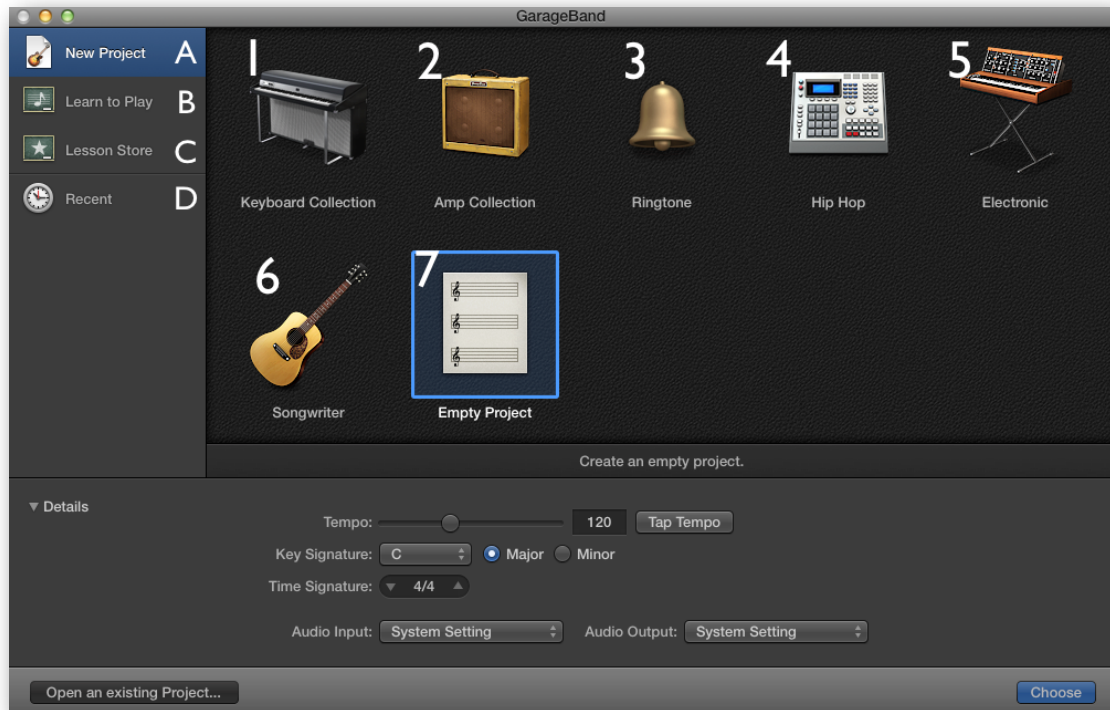 GarageBand
New Project A
Learn to Play B
Lesson Store C
Recent D
1 2 3 4 5
Keyboard Collection Amp Collection Ringtone Hip Hop Electronic
6 7
Songwriter Empty Project
Create an empty project.
Details
Tempo: 120 Tap Tempo
Key Signature: C Major Minor
Time Signature: 4/4
Audio Input: System Setting Audio Output: System Setting
Open an existing Project... Choose